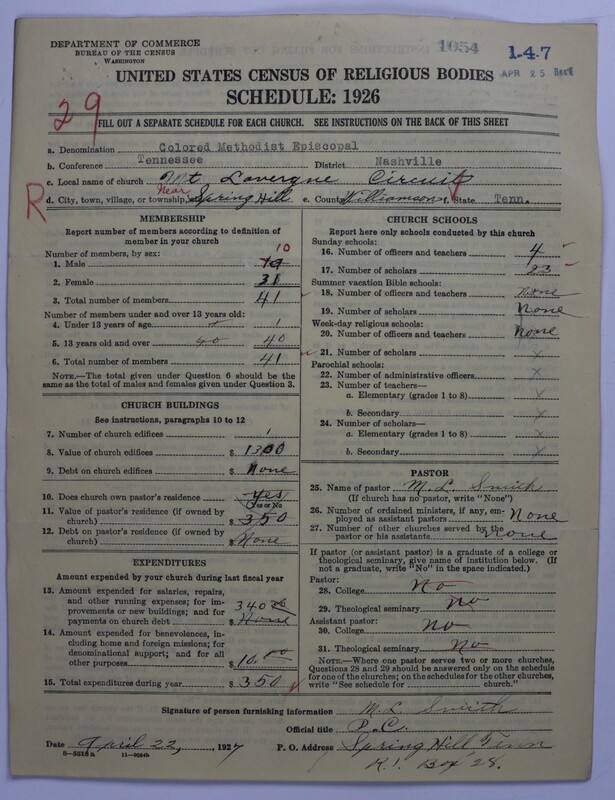 DEPARTMENT OF COMMERCE
BUREAU OF THE CENSUS
WASHINGTON
1054
1-4-7
APR 25
UNITED STATES CENSUS OF RELIGIOUS BODIES
SCHEDULE: 1926
29
FILL OUT A SEPARATE SCHEDULE FOR EACH CHURCH. SEE INSTRUCTIONS ON THE BACK OF THIS SHEET
a. Denomination Colored Methodist Episcopal
b. Conference Tennessee District Nashville
c. Local name of church Mt. Lavergne Circuit
R
d. City, town, village, or township Near Spring Hill e. County Williamson f. State Tenn.
MEMBERSHIP
Report number of members according to definition of
member in your church
Number of members, by sex:
1. Male 10
2. Female 31
3. Total number of members 41
Number of members under and over 13 years old:
4. Under 13 years of age 1
5. 13 years old and over 40 40
6. Total number of members 41
NOTE.—The total given under Question 6 should be the
same as the total of males and females given under Question 3.
CHURCH BUILDINGS
See instructions, paragraphs 10 to 12
7. Number of church edifices 1
8. Value of church edifices $ 1300
9. Debt on church edifices $ None
10. Does church own pastor's residence Yes
Yes or No
11. Value of pastor's residence (if owned by
church) $ 350
12. Debt on pastor's residence (if owned by
church) $ None
EXPENDITURES
Amount expended by your church during last fiscal year
13. Amount expended for salaries, repairs,
and other running expenses; for im-
provements or new buildings; and for
payments on church debt $ 340 None
14. Amount expended for benevolences,
including home and foreign missions; for
denominational support; and for all
other purposes $ 10.00
15. Total expenditures during year $ 350
CHURCH SCHOOLS
Report here only schools conducted by this church
Sunday schools:
16. Number of officers and teachers 4
17. Number of scholars 23
Summer vacation Bible schools:
18. Number of officers and teachers None
19. Number of scholars None
Week-day religious schools:
20. Number of officers and teachers None
21. Number of scholars x
Parochial schools:
22. Number of administrative officers x
23. Number of teachers—
a. Elementary (grades 1 to 8) x
b. Secondary x
24. Number of scholars—
a. Elementary (grades 1 to 8) x
b. Secondary x
PASTOR
25. Name of pastor M. L. Smith
(If church has no pastor, write "None")
26. Number of ordained ministers, if any, em-
ployed as assistant pastors None
27. Number of other churches served by the
pastor or his assistants None
If pastor (or assistant pastor) is a graduate of a college or
theological seminary, give name of institution below. (If
not a graduate, write "No" in the space indicated.)
Pastor:
28. College No
29. Theological seminary No
Assistant pastor:
30. College No
31. Theological seminary No
NOTE.—Where one pastor serves two or more churches,
Questions 28 and 29 should be answered only on the schedule
for one of the churches; on the schedules for the other churches,
write "See schedule for church."
Signature of person furnishing information M. L. Smith
Official title P. C.
Date April 22, 1927 P. O. Address Spring Hill Tenn
R.1. Box 28.
8-5318a 11-9084b